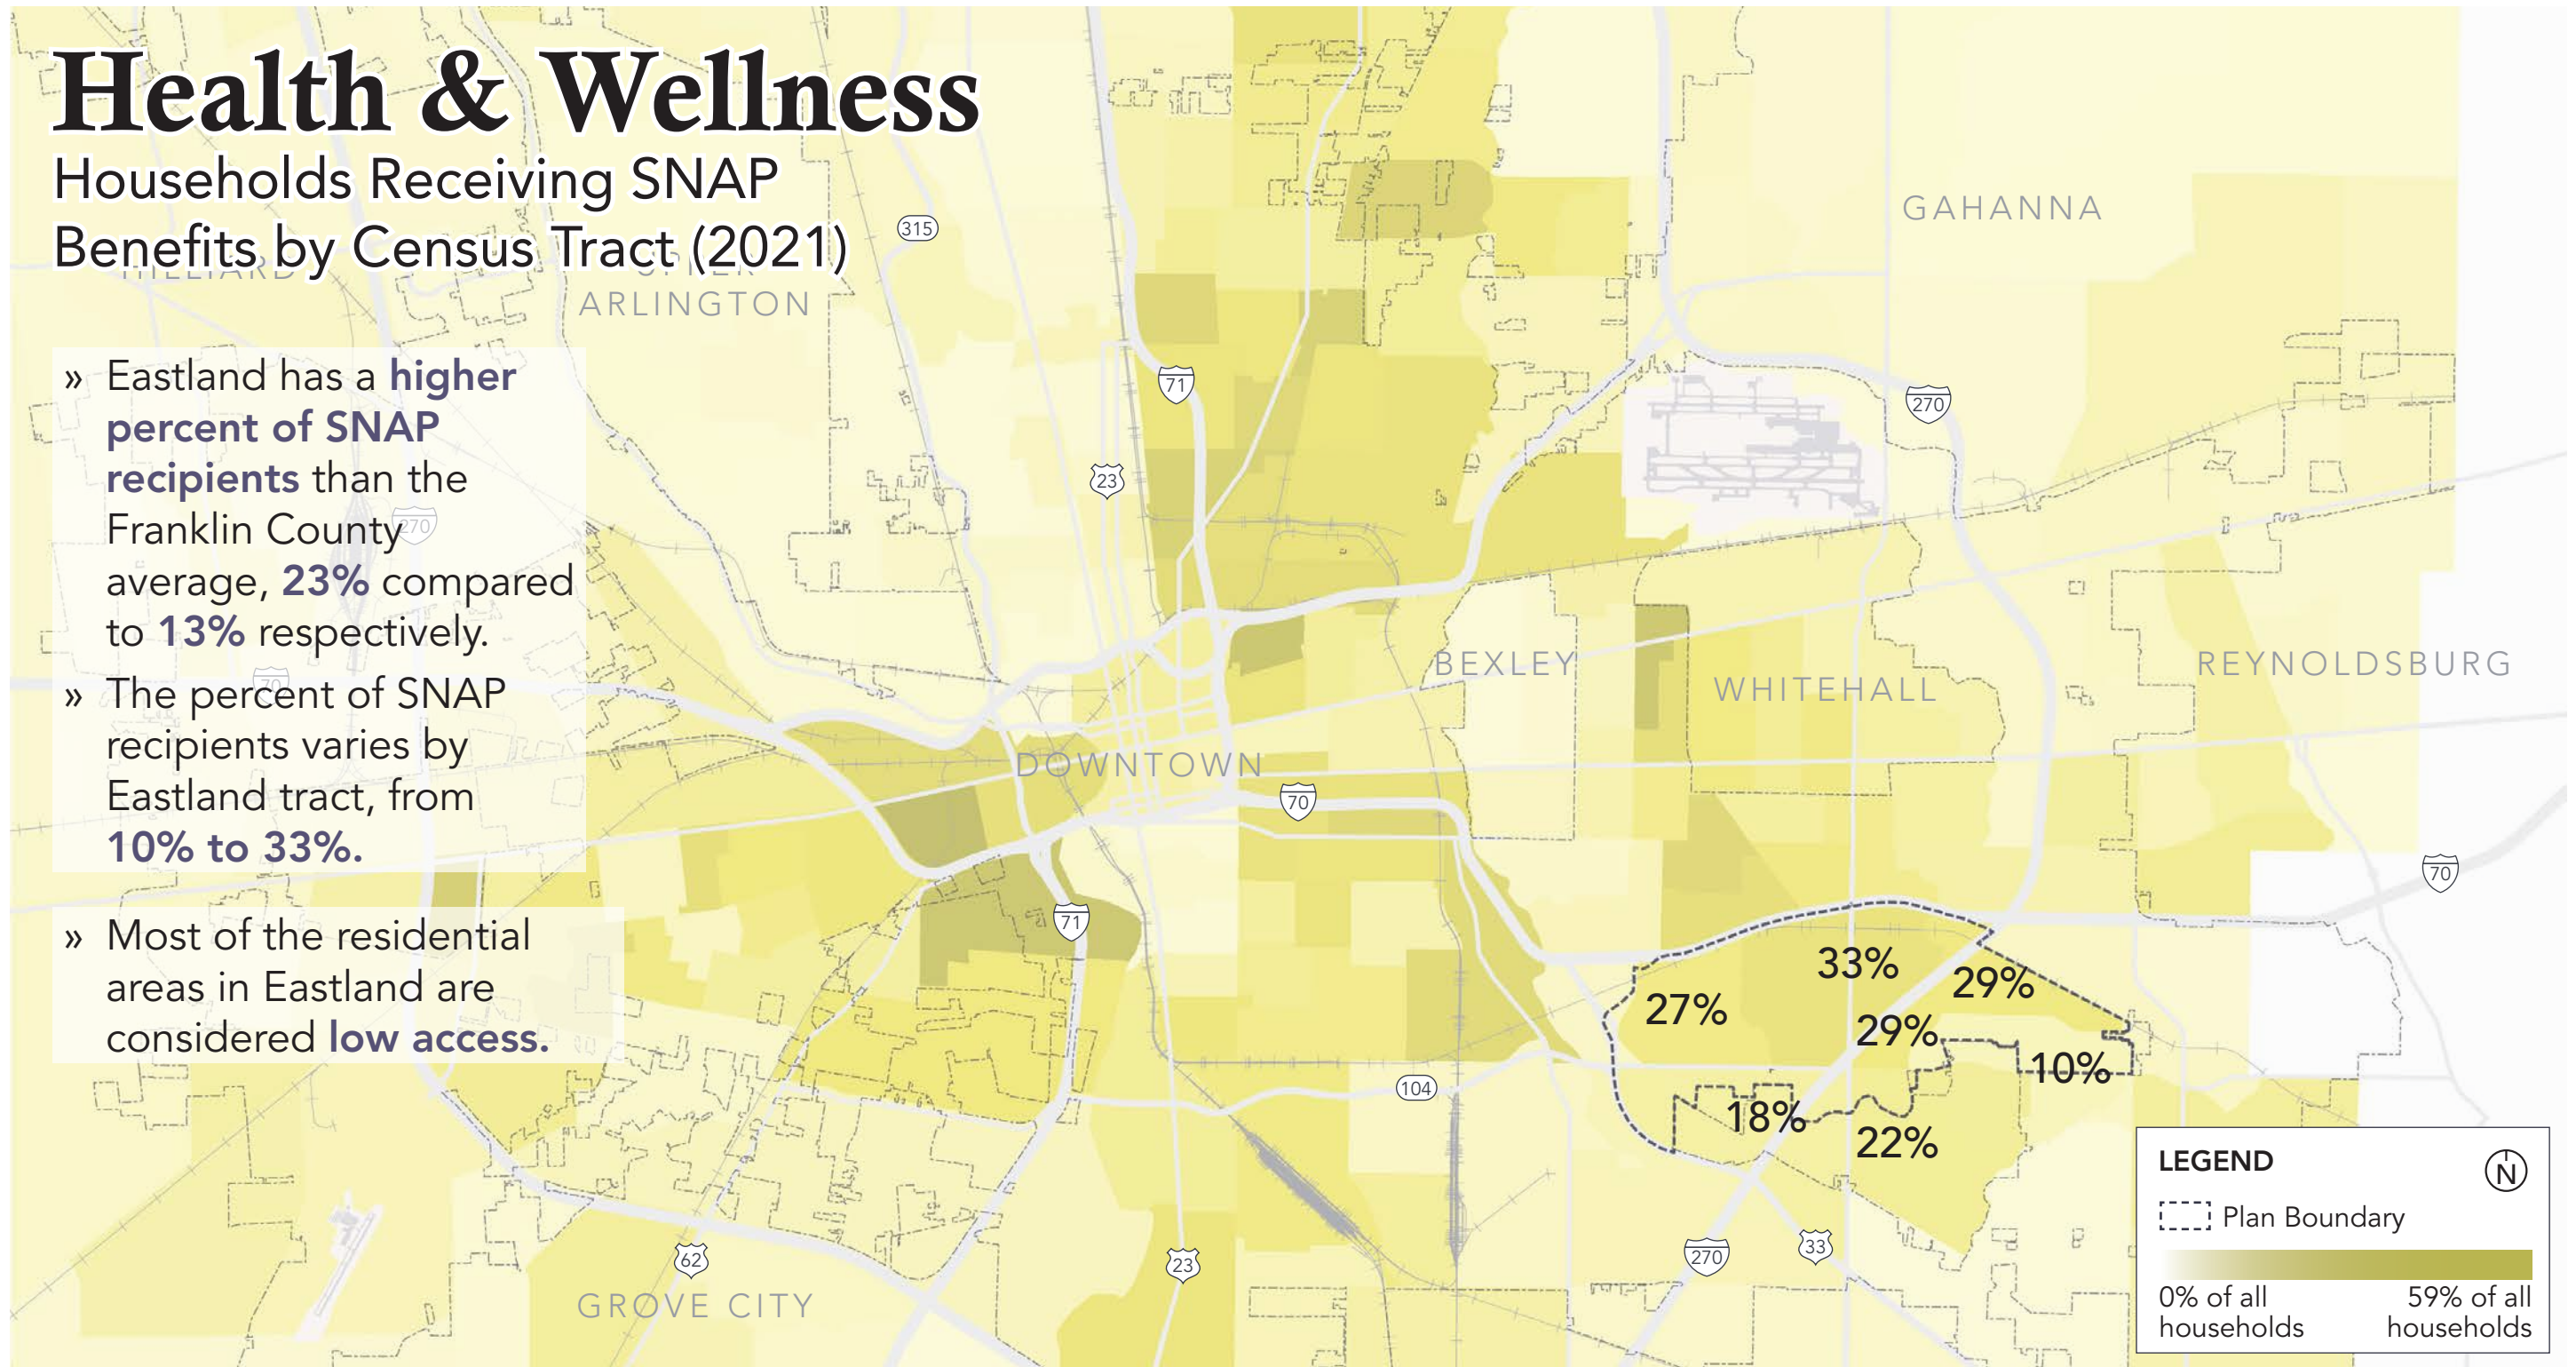 Health & Wellness
Households Receiving SNAP
Benefits by Census Tract (2021)
HILLIARD
UPPER
ARLINGTON
315
GAHANNA
» Eastland has a higher
percent of SNAP
recipients than the
Franklin County
average, 23% compared
to 13% respectively.
» The percent of SNAP
recipients varies by
Eastland tract, from
10% to 33%.
» Most of the residential
areas in Eastland are
considered low access.
270
70
71
23
270
BEXLEY
WHITEHALL
REYNOLDSBURG
DOWNTOWN
70
70
71
33%
29%
27%
29%
10%
104
18%
22%
62
23
270
33
GROVE CITY
LEGEND
N
Plan Boundary
0% of all
households
59% of all
households